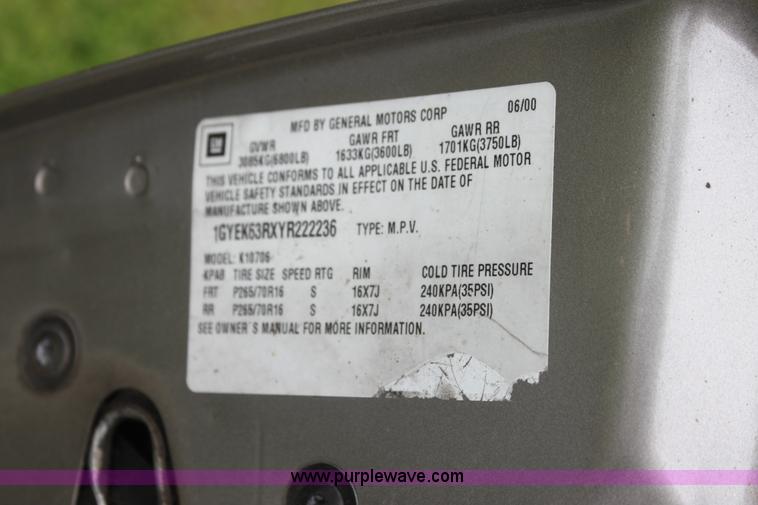 MFD BY GENERAL MOTORS CORP 06/00
GM
GVWR GAWR FRT GAWR RR
3085KG(6800LB) 1633KG(3600LB) 1701KG(3750LB)
THIS VEHICLE CONFORMS TO ALL APPLICABLE U.S. FEDERAL MOTOR
VEHICLE SAFETY STANDARDS IN EFFECT ON THE DATE OF
MANUFACTURE SHOWN ABOVE.
1GYEK63RXYR222236 TYPE: M.P.V.
MODEL: K10706
KPAB TIRE SIZE SPEED RTG RIM COLD TIRE PRESSURE
FRT P265/70R16 S 16X7J 240KPA(35PSI)
RR P265/70R16 S 16X7J 240KPA(35PSI)
SEE OWNER'S MANUAL FOR MORE INFORMATION.
www.purplewave.com